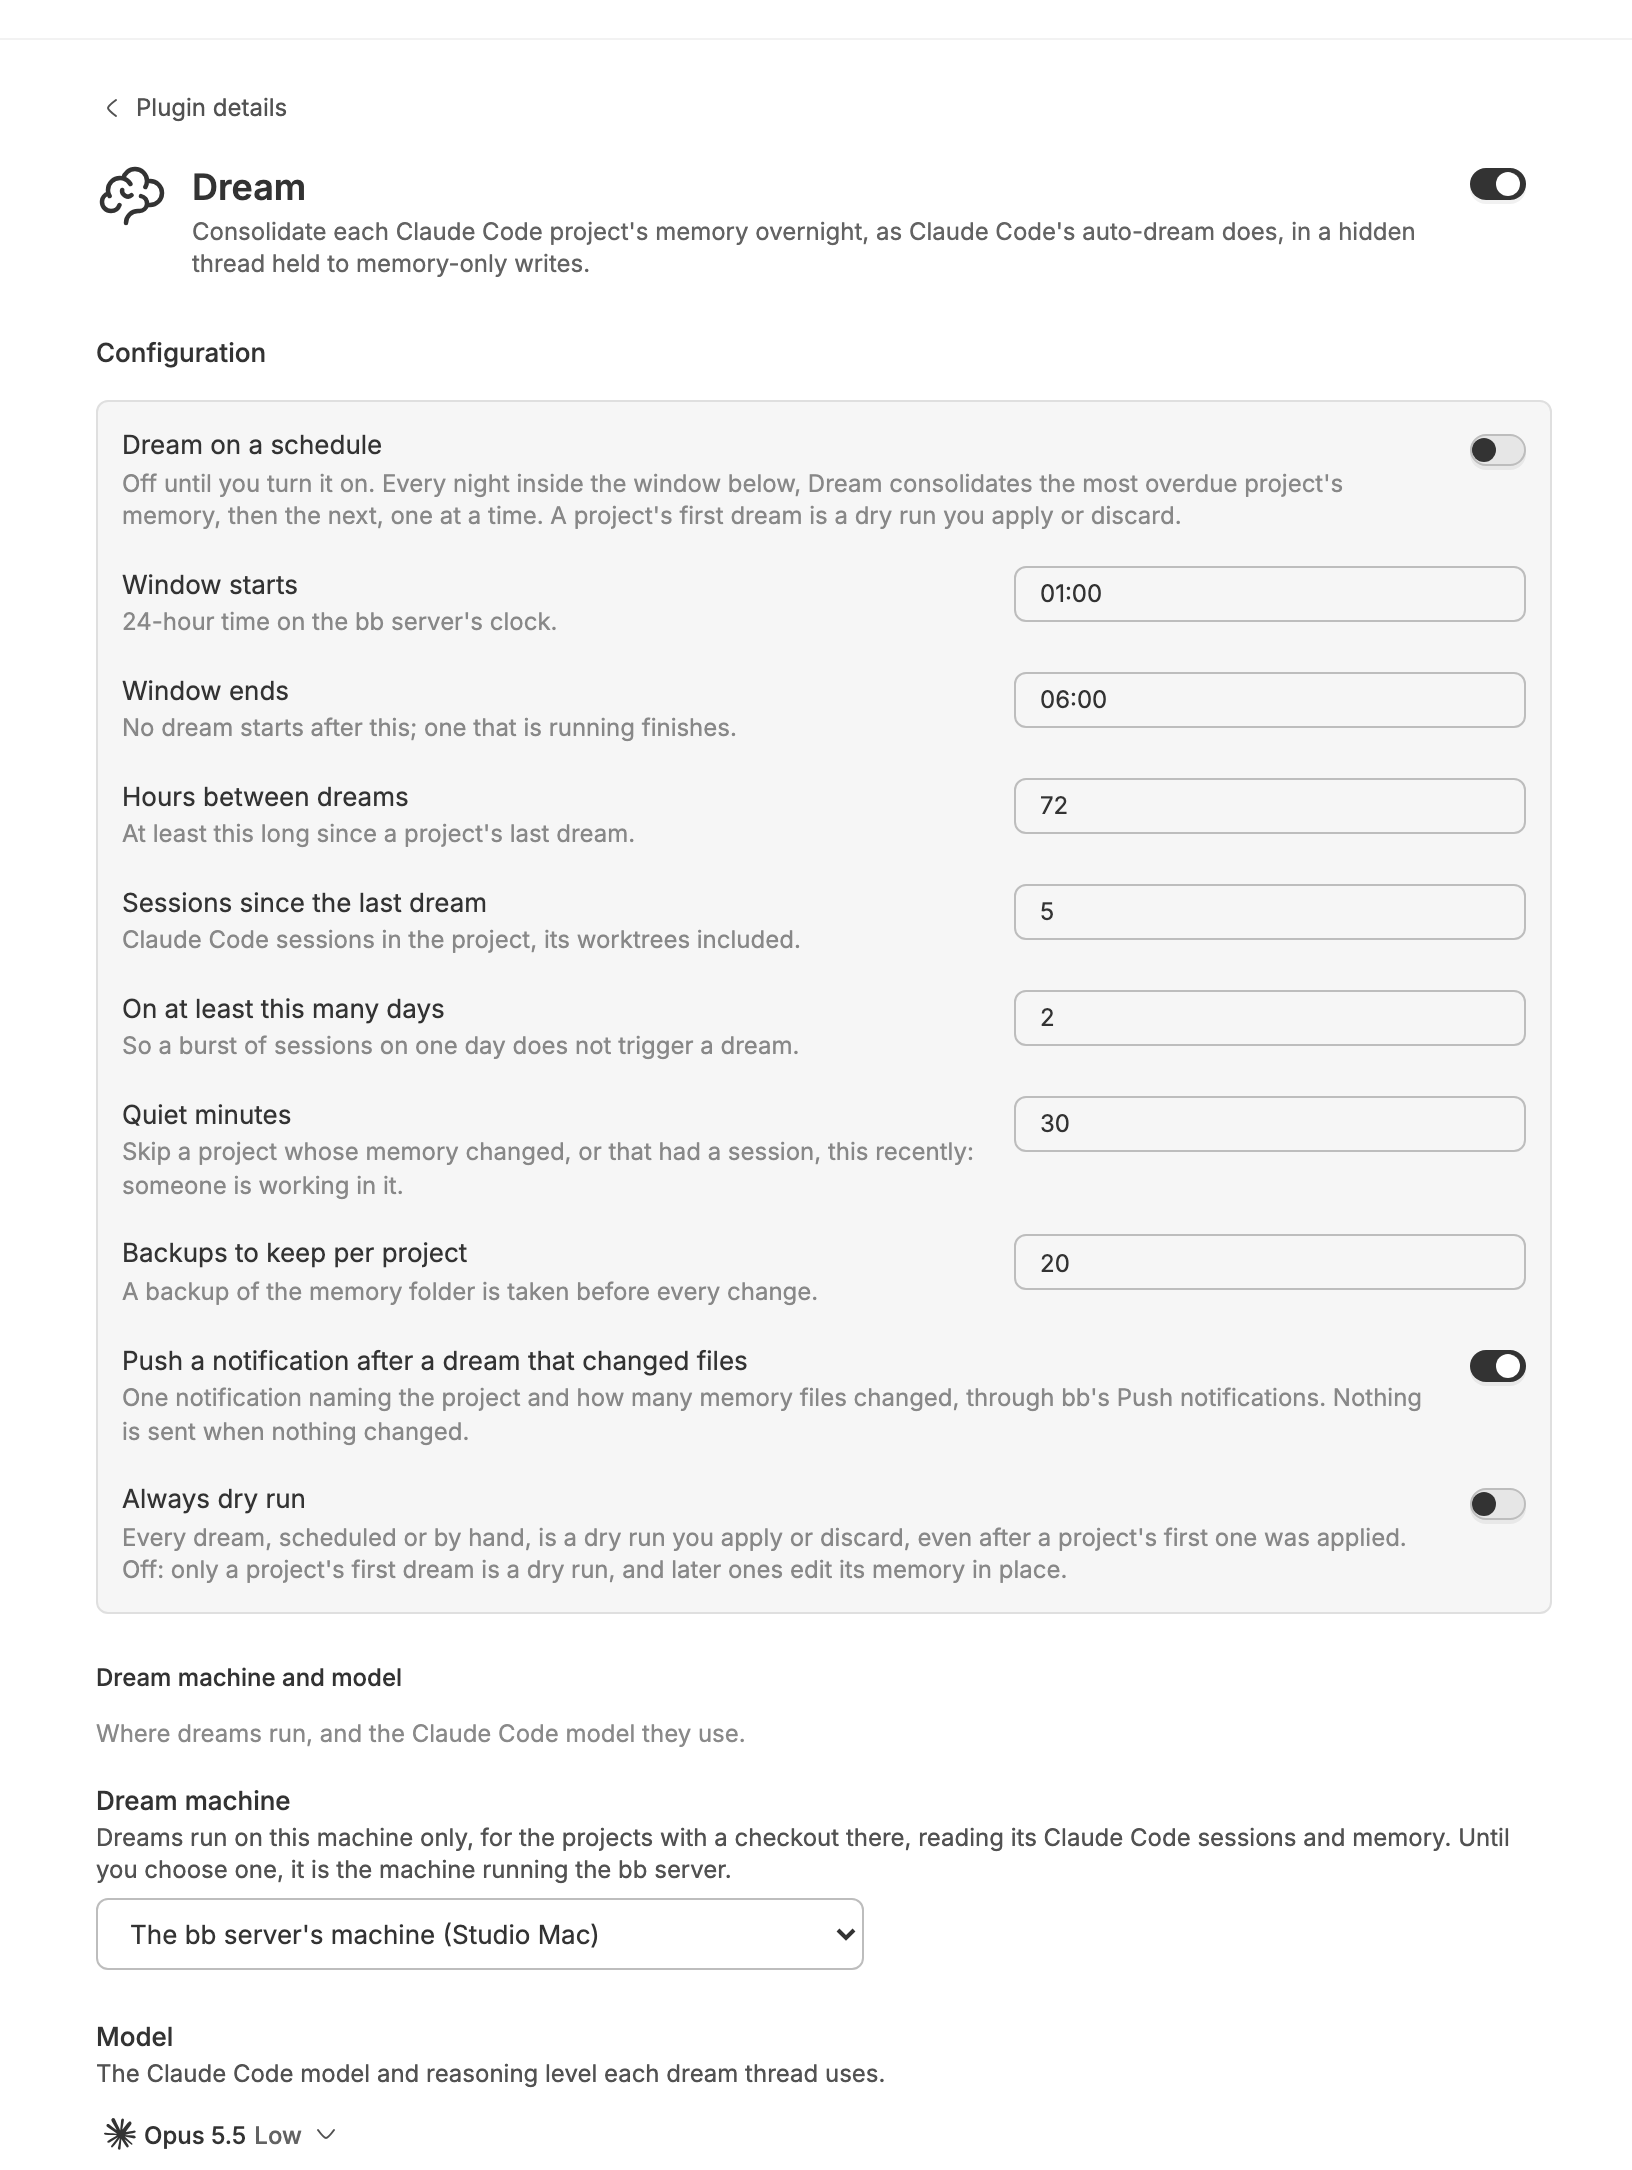 Plugin details
Dream
Consolidate each Claude Code project's memory overnight, as Claude Code's auto-dream does, in a hidden
thread held to memory-only writes.
Configuration
Dream on a schedule
Off until you turn it on. Every night inside the window below, Dream consolidates the most overdue project's
memory, then the next, one at a time. A project's first dream is a dry run you apply or discard.
Window starts
01:00
24-hour time on the bb server's clock.
Window ends
06:00
No dream starts after this; one that is running finishes.
Hours between dreams
72
At least this long since a project's last dream.
Sessions since the last dream
5
Claude Code sessions in the project, its worktrees included.
On at least this many days
2
So a burst of sessions on one day does not trigger a dream.
Quiet minutes
30
Skip a project whose memory changed, or that had a session, this recently:
someone is working in it.
Backups to keep per project
20
A backup of the memory folder is taken before every change.
Push a notification after a dream that changed files
One notification naming the project and how many memory files changed, through bb's Push notifications. Nothing
is sent when nothing changed.
Always dry run
Every dream, scheduled or by hand, is a dry run you apply or discard, even after a project's first one was applied.
Off: only a project's first dream is a dry run, and later ones edit its memory in place.
Dream machine and model
Where dreams run, and the Claude Code model they use.
Dream machine
Dreams run on this machine only, for the projects with a checkout there, reading its Claude Code sessions and memory. Until
you choose one, it is the machine running the bb server.
The bb server's machine (Studio Mac)
Model
The Claude Code model and reasoning level each dream thread uses.
Opus 5.5 Low